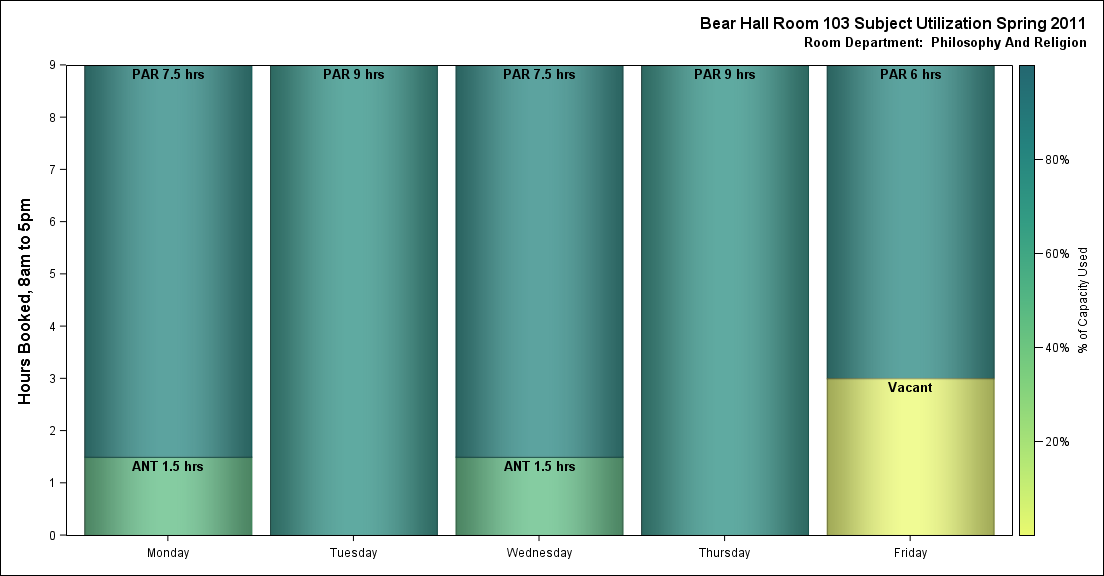 Bear Hall Room 103 Subject Utilization Spring 2011
Room Department:  Philosophy And Religion
Hours Booked, 8am to 5pm
9
8
7
6
5
4
3
2
1
0
PAR 7.5 hrs
ANT 1.5 hrs
PAR 9 hrs
PAR 7.5 hrs
ANT 1.5 hrs
PAR 9 hrs
PAR 6 hrs
Vacant
Monday
Tuesday
Wednesday
Thursday
Friday
80%
60%
40%
20%
% of Capacity Used